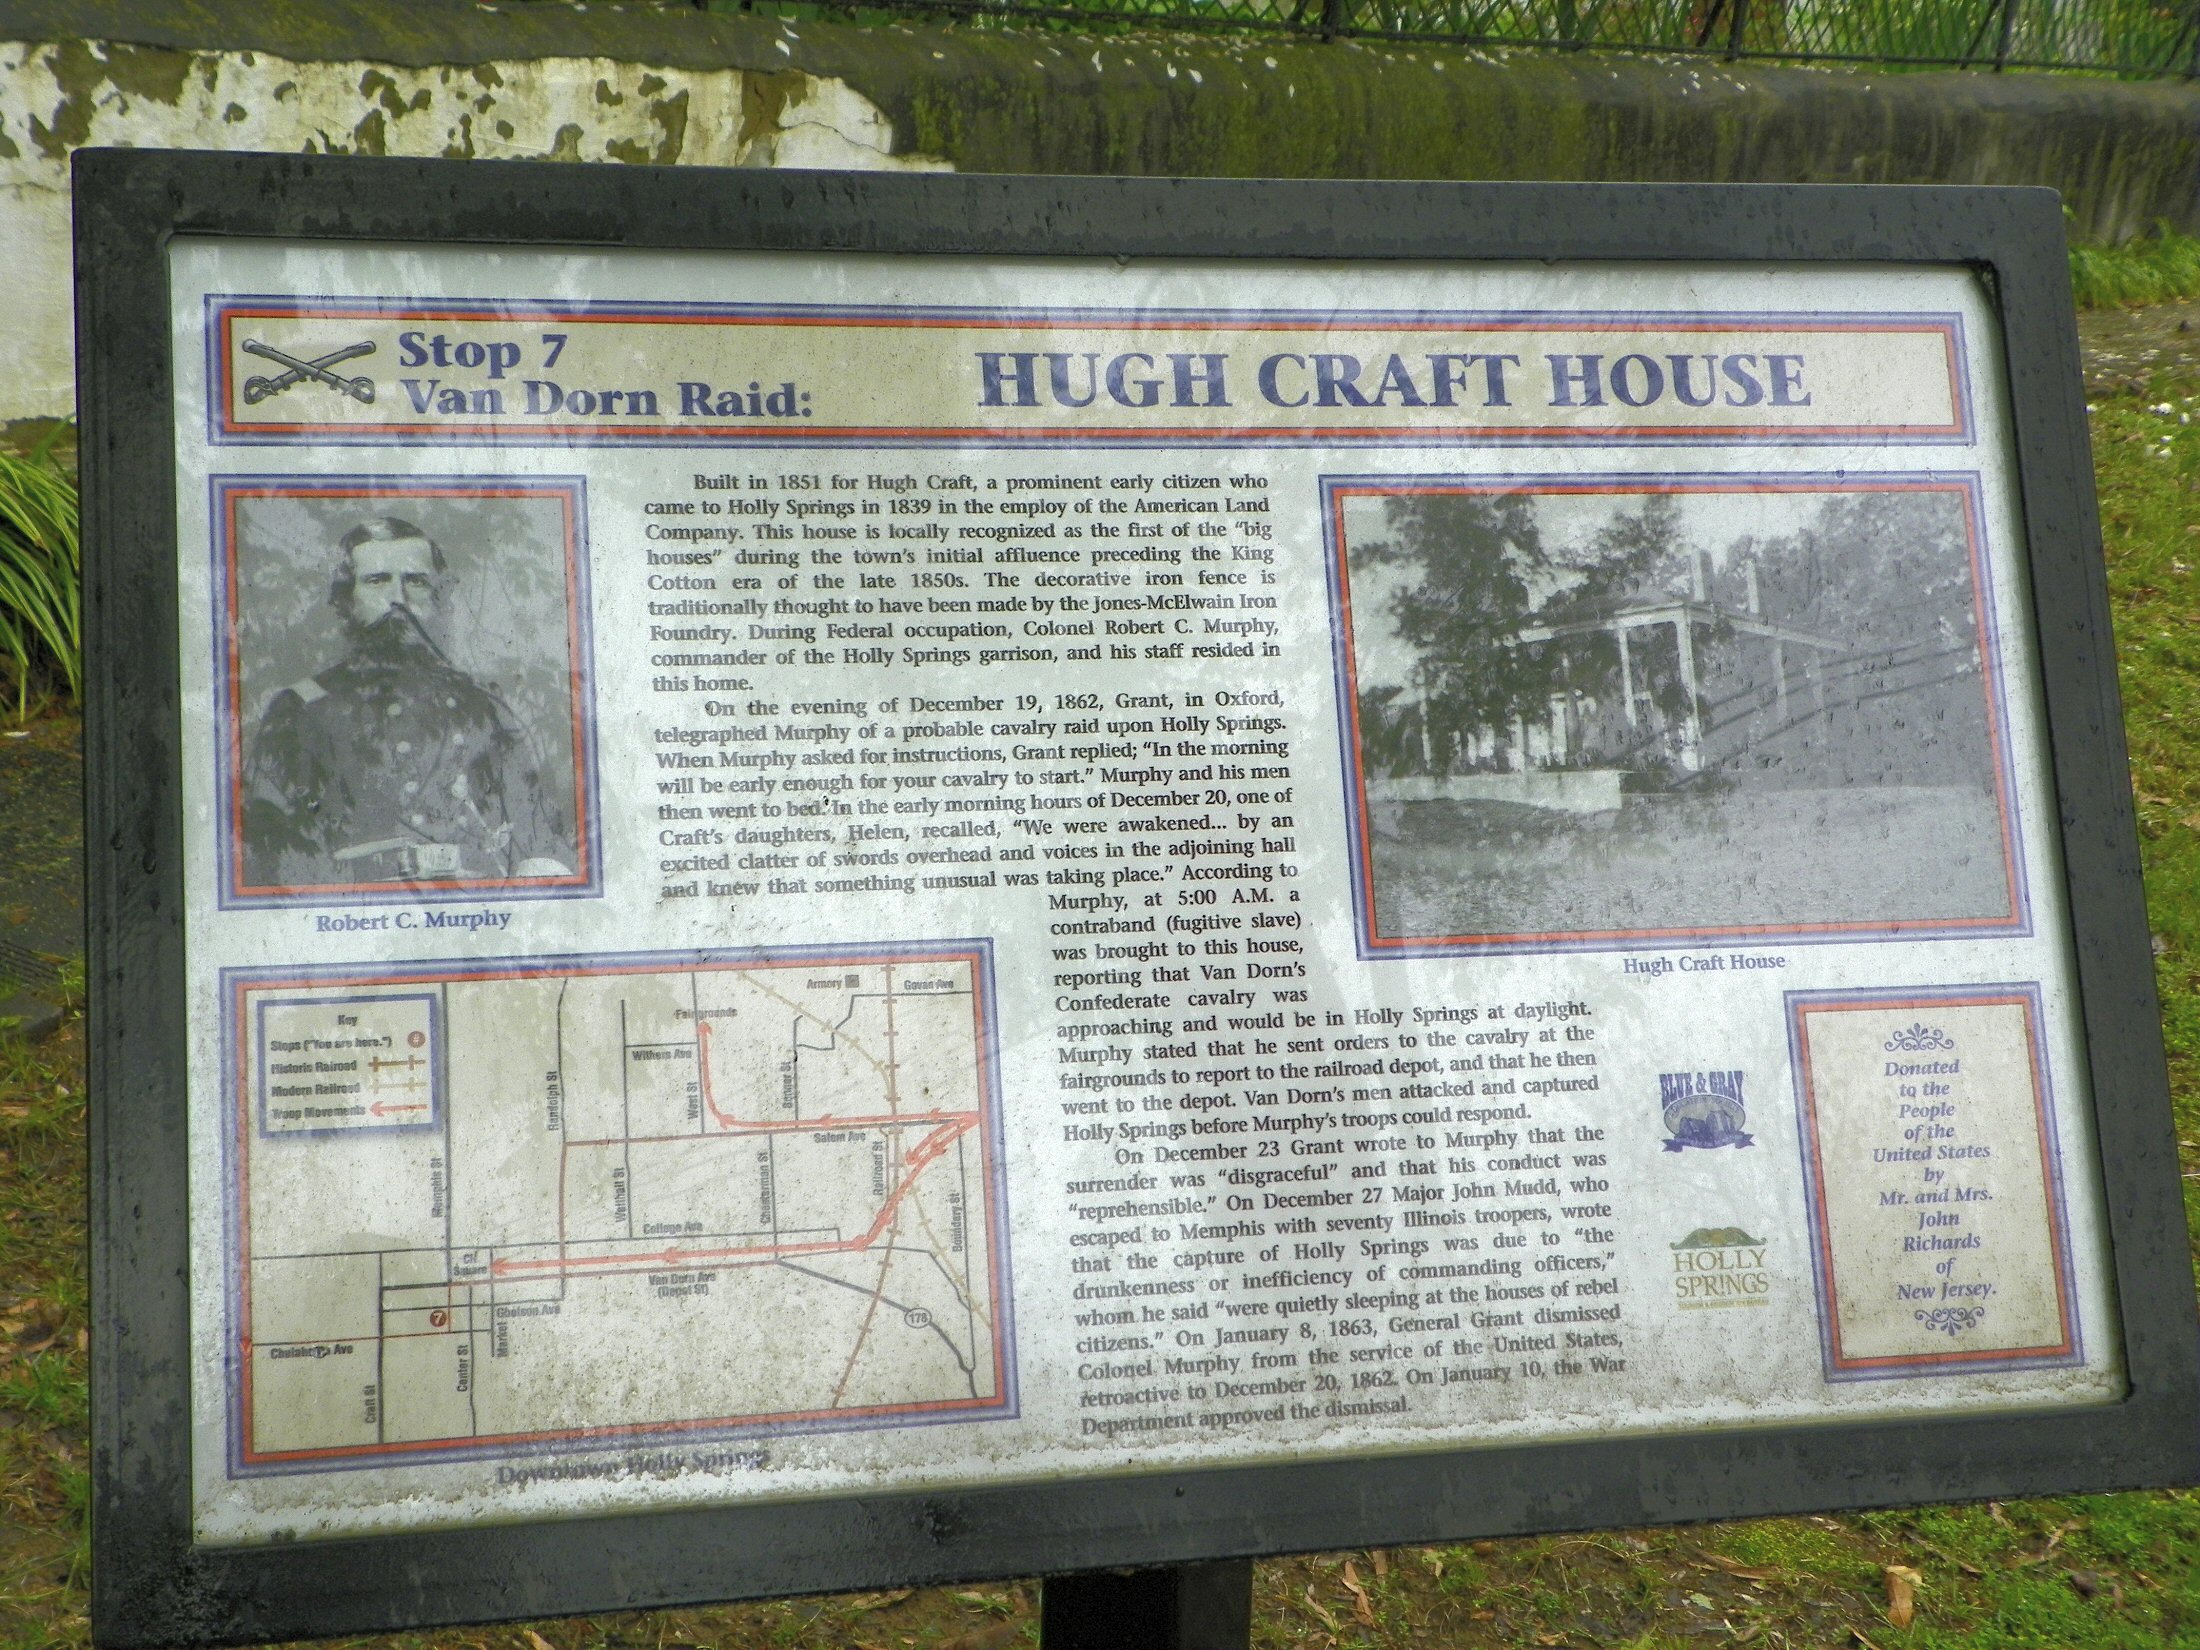 Stop 7
Van Dorn Raid:
HUGH CRAFT HOUSE
Built in 1851 for Hugh Craft, a prominent early citizen who
came to Holly Springs in 1839 in the employ of the American Land
Company. This house is locally recognized as the first of the “big
houses” during the town’s initial affluence preceding the King
Cotton era of the late 1850s. The decorative iron fence is
traditionally thought to have been made by the Jones-McElwain Iron
Foundry. During Federal occupation, Colonel Robert C. Murphy,
commander of the Holly Springs garrison, and his staff resided in
this home.
On the evening of December 19, 1862, Grant, in Oxford,
telegraphed Murphy of a probable cavalry raid upon Holly Springs.
When Murphy asked for instructions, Grant replied; “In the morning
will be early enough for your cavalry to start.” Murphy and his men
then went to bed. In the early morning hours of December 20, one of
Craft’s daughters, Helen, recalled, “We were awakened... by an
excited clatter of swords overhead and voices in the adjoining hall
and knew that something unusual was taking place.” According to
Murphy, at 5:00 A.M. a
contraband (fugitive slave)
was brought to this house,
reporting that Van Dorn’s
Confederate cavalry was
approaching and would be in Holly Springs at daylight.
Murphy stated that he sent orders to the cavalry at the
fairgrounds to report to the railroad depot, and that he then
went to the depot. Van Dorn’s men attacked and captured
Holly Springs before Murphy’s troops could respond.
On December 23 Grant wrote to Murphy that the
surrender was “disgraceful” and that his conduct was
“reprehensible.” On December 27 Major John Mudd, who
escaped to Memphis with seventy Illinois troopers, wrote
that the capture of Holly Springs was due to “the
drunkenness or inefficiency of commanding officers,”
whom he said “were quietly sleeping at the houses of rebel
citizens.” On January 8, 1863, General Grant dismissed
Colonel Murphy from the service of the United States,
retroactive to December 20, 1862. On January 10, the War
Department approved the dismissal.
Robert C. Murphy
Hugh Craft House
Key
Stops ("You are here.")
Historic Railroad
Modern Railroad
Troop Movements
Armory
Govan Ave
Fairgrounds
Withers Ave
Randolph St
West St
Salem Ave
Railroad St
Memphis St
Walthall St
Chesterman St
Boundary St
College Ave
Ct Square
Van Dorn Ave
(Depot St)
Gholson Ave
7
178
Market
Chulahoma Ave
Center St
Craft St
Downtown Holly Springs
BLUE & GRAY
HOLLY
SPRINGS
Donated
to the
People
of the
United States
by
Mr. and Mrs.
John
Richards
of
New Jersey.